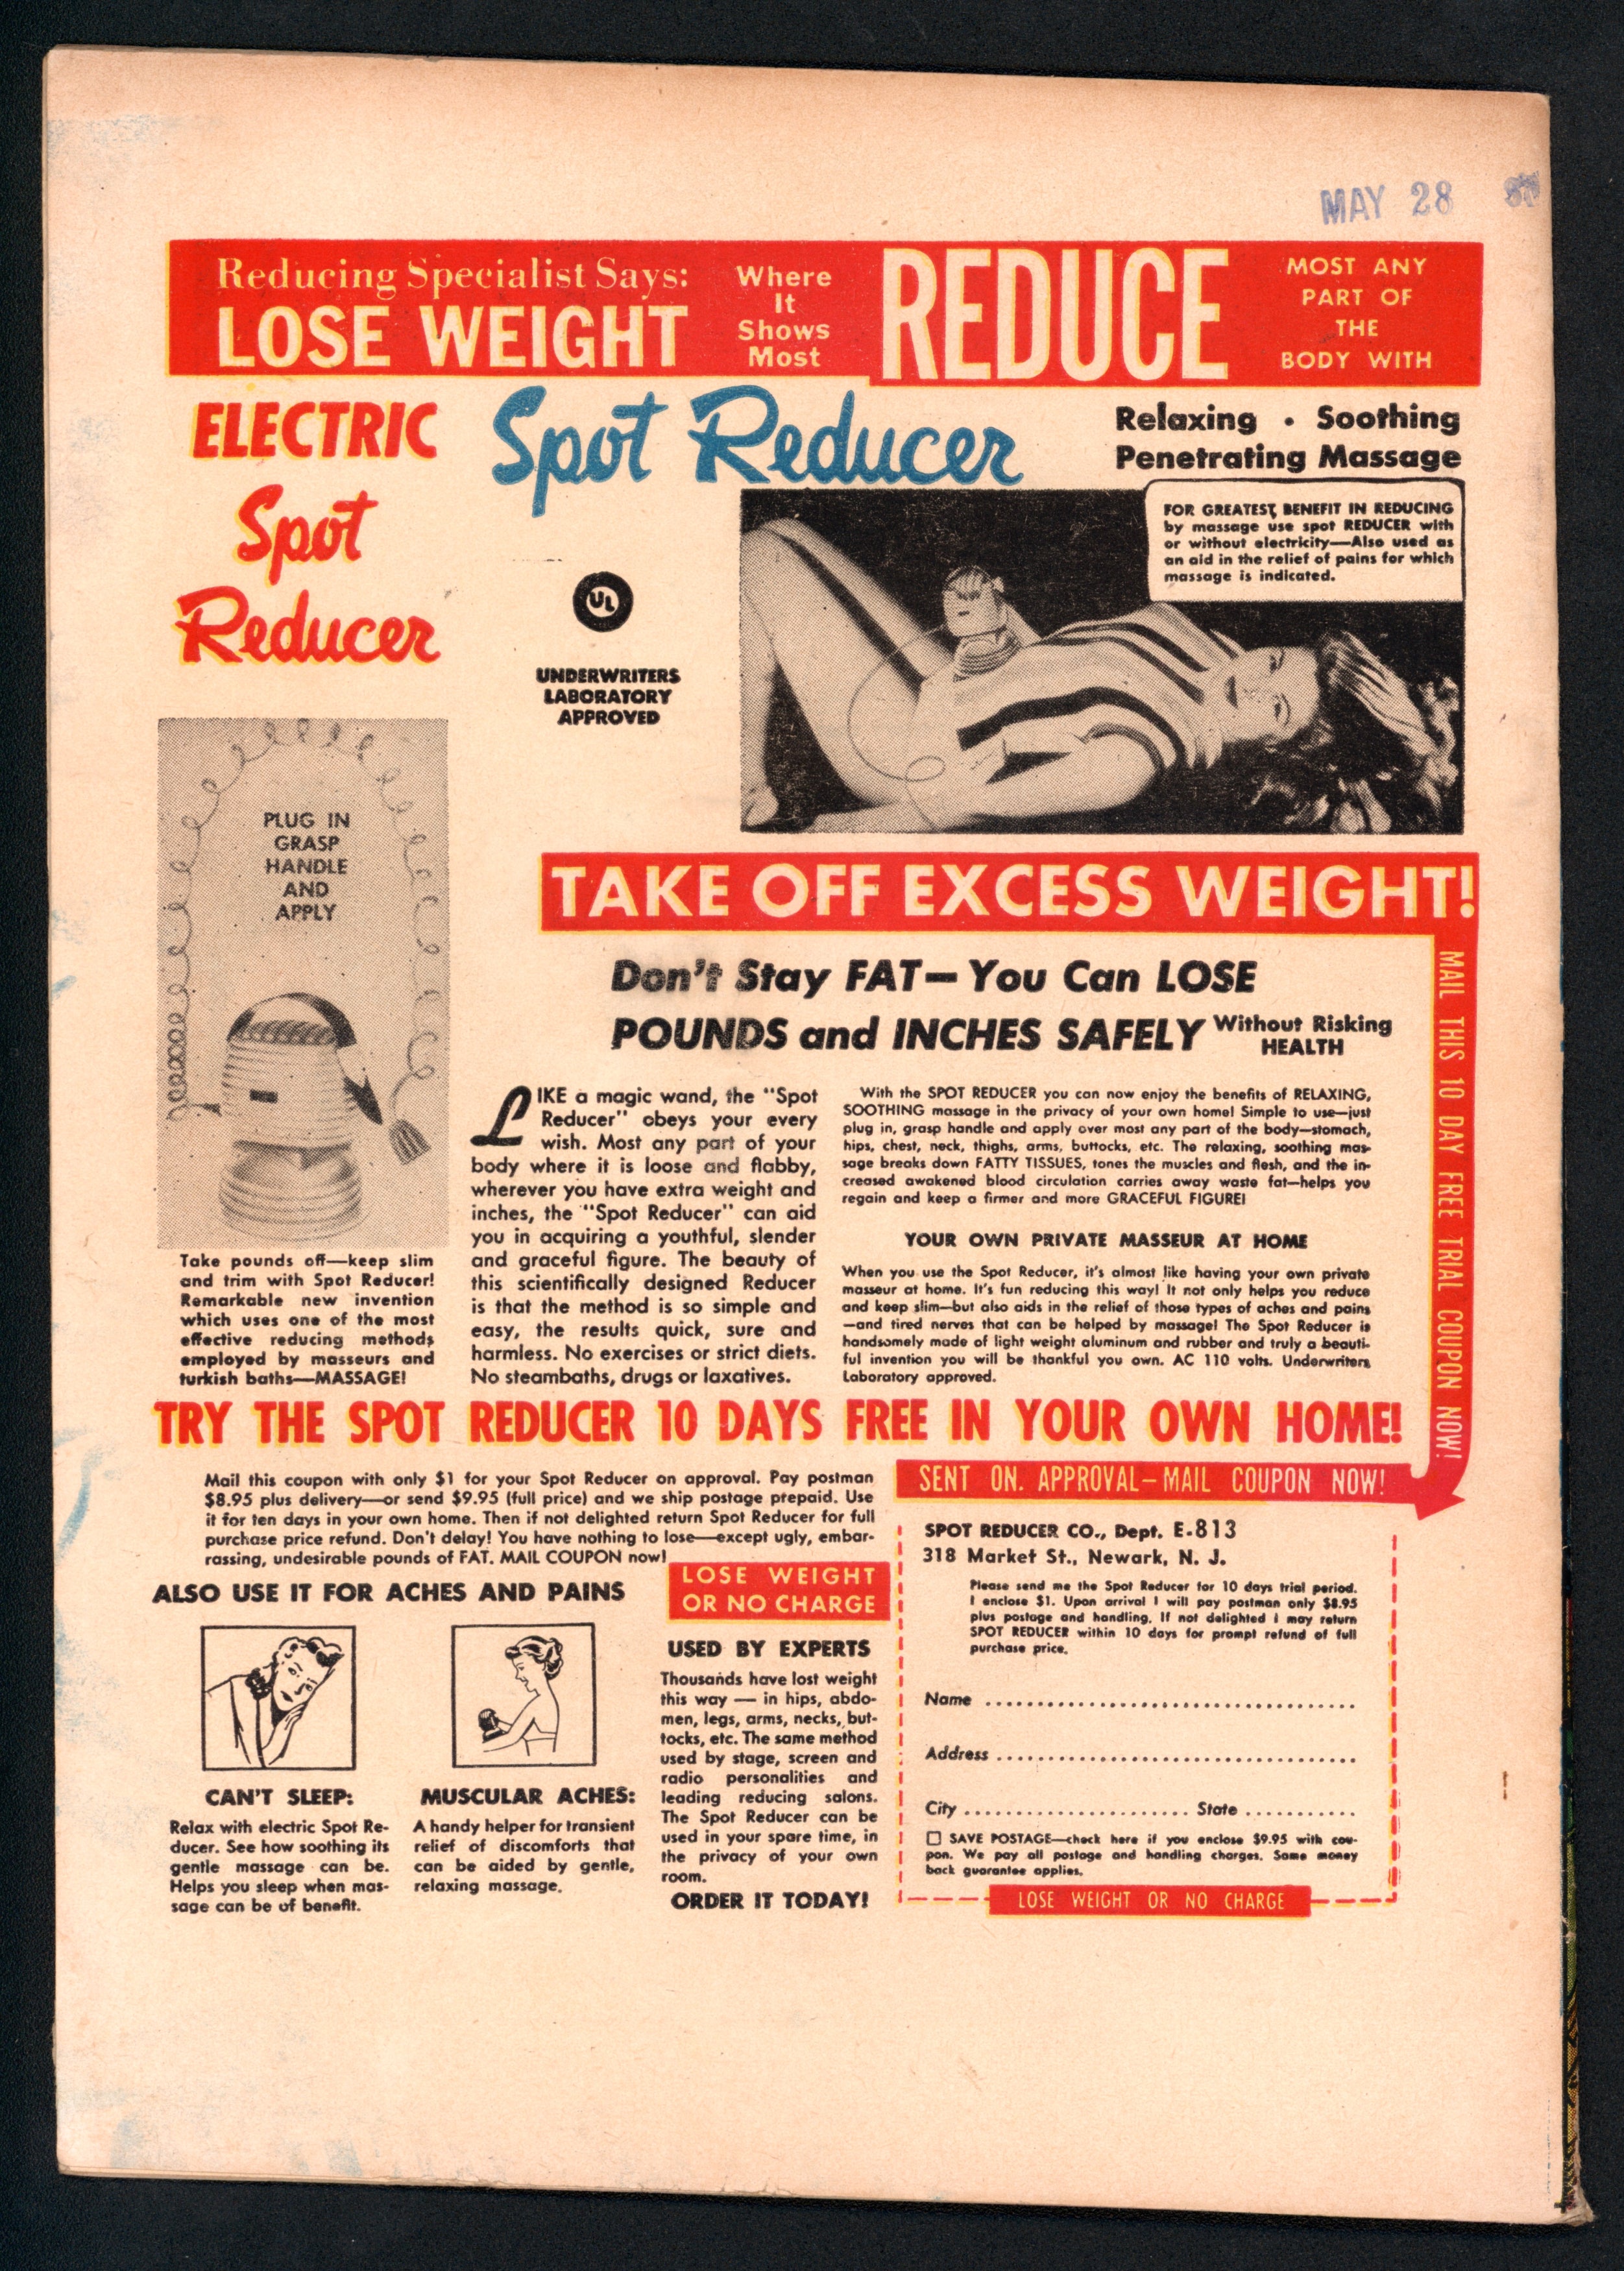 MAY 28
Reducing Specialist Says:
LOSE WEIGHT
Where
It
Shows
Most
REDUCE
MOST ANY
PART OF
THE
BODY WITH
ELECTRIC
Spot
Reducer
Spot Reducer
Relaxing • Soothing
Penetrating Massage
FOR GREATEST BENEFIT IN REDUCING
by massage use spot REDUCER with
or without electricity—Also used as
an aid in the relief of pains for which
massage is indicated.
UL
UNDERWRITERS
LABORATORY
APPROVED
PLUG IN
GRASP
HANDLE
AND
APPLY
Take pounds off—keep slim
and trim with Spot Reducer!
Remarkable new invention
which uses one of the most
effective reducing methods
employed by masseurs and
turkish baths—MASSAGE!
TAKE OFF EXCESS WEIGHT!
Don't Stay FAT—You Can LOSE
POUNDS and INCHES SAFELY Without Risking
HEALTH
LIKE a magic wand, the "Spot
Reducer" obeys your every
wish. Most any part of your
body where it is loose and flabby,
wherever you have extra weight and
inches, the "Spot Reducer" can aid
you in acquiring a youthful, slender
and graceful figure. The beauty of
this scientifically designed Reducer
is that the method is so simple and
easy, the results quick, sure and
harmless. No exercises or strict diets.
No steambaths, drugs or laxatives.
With the SPOT REDUCER you can now enjoy the benefits of RELAXING,
SOOTHING massage in the privacy of your own home! Simple to use—just
plug in, grasp handle and apply over most any part of the body—stomach,
hips, chest, neck, thighs, arms, buttocks, etc. The relaxing, soothing mas-
sage breaks down FATTY TISSUES, tones the muscles and flesh, and the in-
creased awakened blood circulation carries away waste fat—helps you
regain and keep a firmer and more GRACEFUL FIGURE!
YOUR OWN PRIVATE MASSEUR AT HOME
When you use the Spot Reducer, it's almost like having your own private
masseur at home. It's fun reducing this way! It not only helps you reduce
and keep slim—but also aids in the relief of those types of aches and pains
—and tired nerves that can be helped by massage! The Spot Reducer is
handsomely made of light weight aluminum and rubber and truly a beauti-
ful invention you will be thankful you own. AC 110 volts. Underwriters
Laboratory approved.
MAIL THIS 10 DAY FREE TRIAL COUPON NOW!
TRY THE SPOT REDUCER 10 DAYS FREE IN YOUR OWN HOME!
Mail this coupon with only $1 for your Spot Reducer on approval. Pay postman
$8.95 plus delivery—or send $9.95 (full price) and we ship postage prepaid. Use
it for ten days in your own home. Then if not delighted return Spot Reducer for full
purchase price refund. Don't delay! You have nothing to lose—except ugly, embar-
rassing, undesirable pounds of FAT. MAIL COUPON now!
ALSO USE IT FOR ACHES AND PAINS
CAN'T SLEEP:
Relax with electric Spot Re-
ducer. See how soothing its
gentle massage can be.
Helps you sleep when mas-
sage can be of benefit.
MUSCULAR ACHES:
A handy helper for transient
relief of discomforts that
can be aided by gentle,
relaxing massage.
LOSE WEIGHT
OR NO CHARGE
USED BY EXPERTS
Thousands have lost weight
this way — in hips, abdo-
men, legs, arms, necks, but-
tocks, etc. The same method
used by stage, screen and
radio personalities and
leading reducing salons.
The Spot Reducer can be
used in your spare time, in
the privacy of your own
room.
ORDER IT TODAY!
SENT ON. APPROVAL—MAIL COUPON NOW!
SPOT REDUCER CO., Dept. E-813
318 Market St., Newark, N. J.
Please send me the Spot Reducer for 10 days trial period.
I enclose $1. Upon arrival I will pay postman only $8.95
plus postage and handling. If not delighted I may return
SPOT REDUCER within 10 days for prompt refund of full
purchase price.
Name ....................................
Address ...................................
City ...................... State ...........
☐ SAVE POSTAGE—check here if you enclose $9.95 with cou-
pon. We pay all postage and handling charges. Same money
back guarantee applies.
LOSE WEIGHT OR NO CHARGE